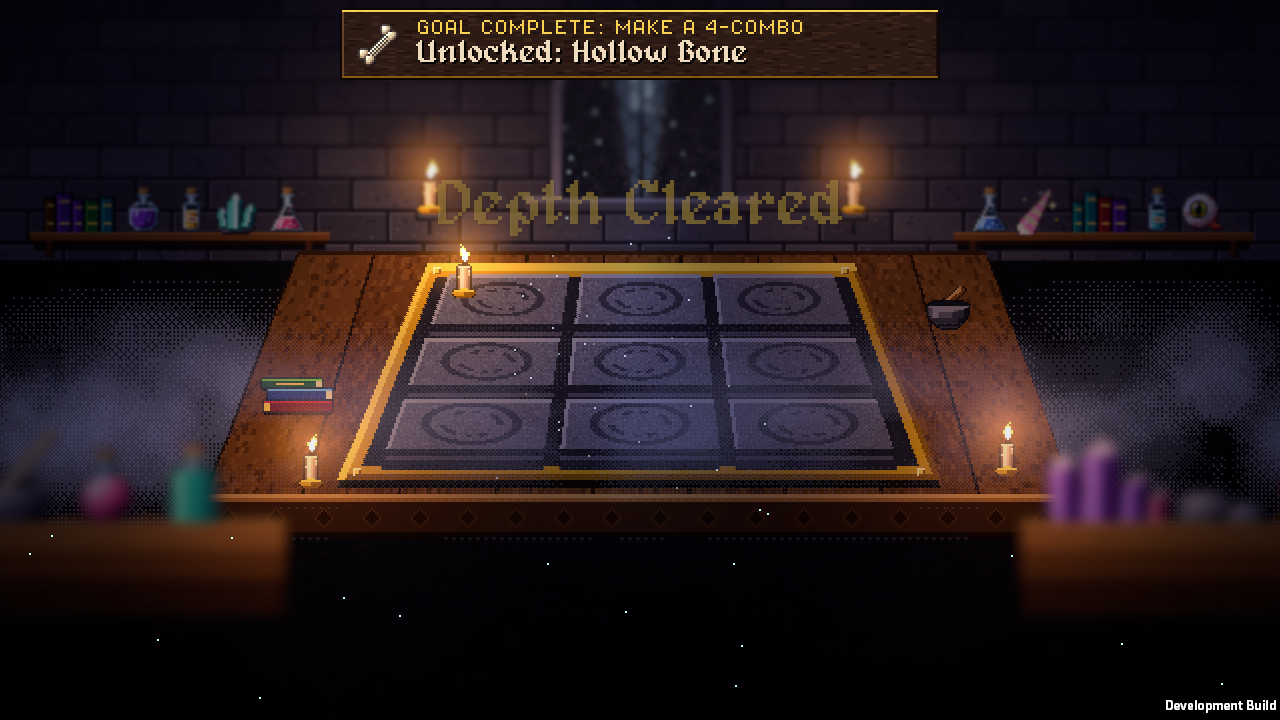 GOAL COMPLETE: MAKE A 4-COMBO
Unlocked: Hollow Bone
Depth Cleared
Development Build